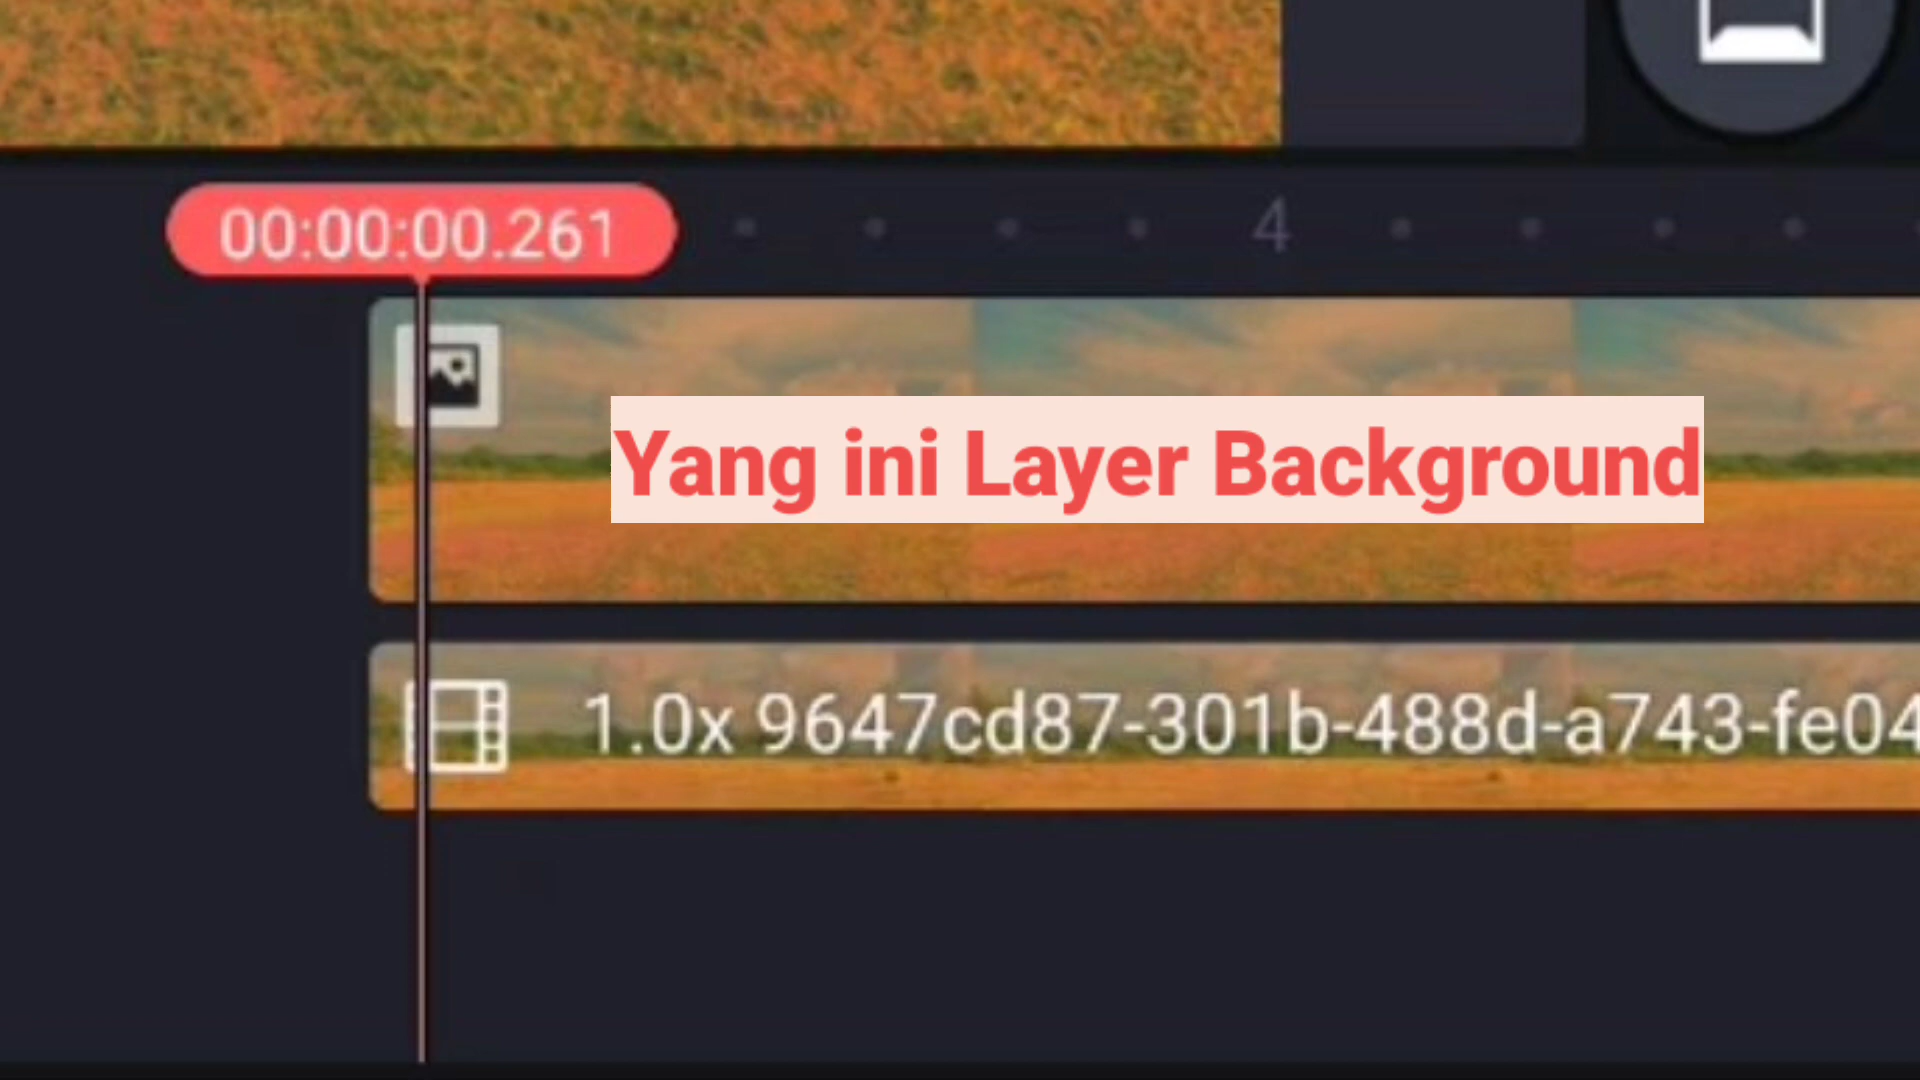 00:00:00.261
4
Yang ini Layer Background
1.0x 9647cd87-301b-488d-a743-fe04